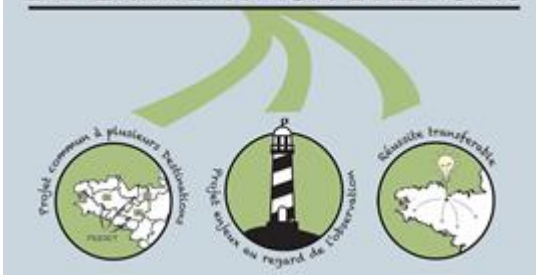 Projet commun à plusieurs Destinations
Projet enjeux au regard de l'observation
Réussite transférable